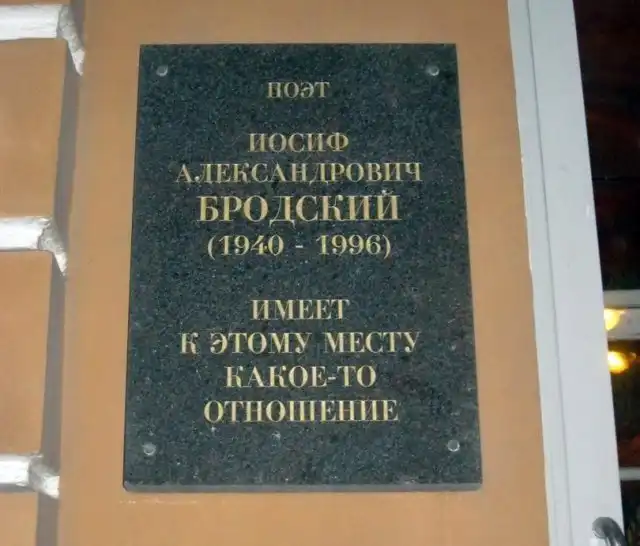 ПОЭТ
ИОСИФ
АЛЕКСАНДРОВИЧ
БРОДСКИЙ
(1940 - 1996)
ИМЕЕТ
К ЭТОМУ МЕСТУ
КАКОЕ-ТО
ОТНОШЕНИЕ